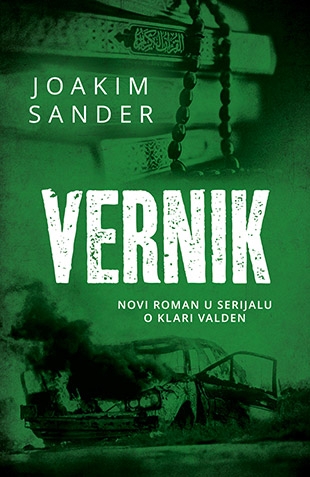 JOAKIM
SANDER
VERNIK
NOVI ROMAN U SERIJALU
O KLARI VALDEN